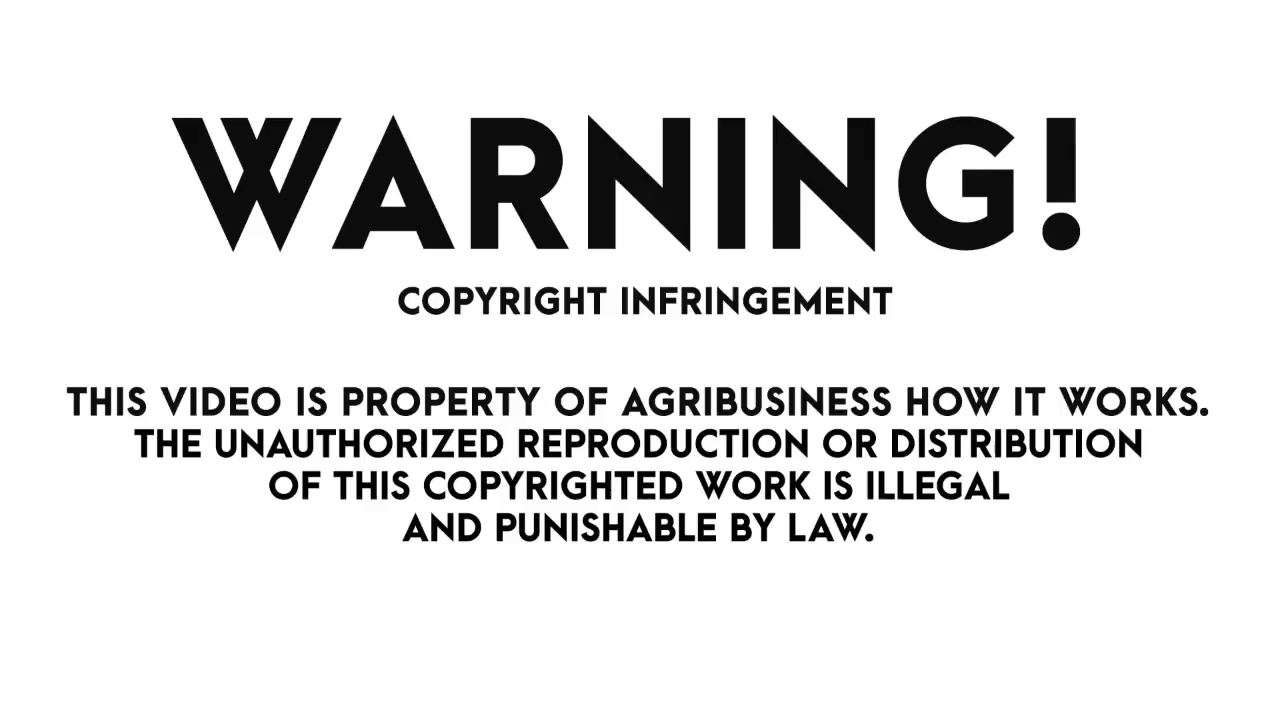 WARNING!
COPYRIGHT INFRINGEMENT
THIS VIDEO IS PROPERTY OF AGRIBUSINESS HOW IT WORKS.
THE UNAUTHORIZED REPRODUCTION OR DISTRIBUTION
OF THIS COPYRIGHTED WORK IS ILLEGAL
AND PUNISHABLE BY LAW.